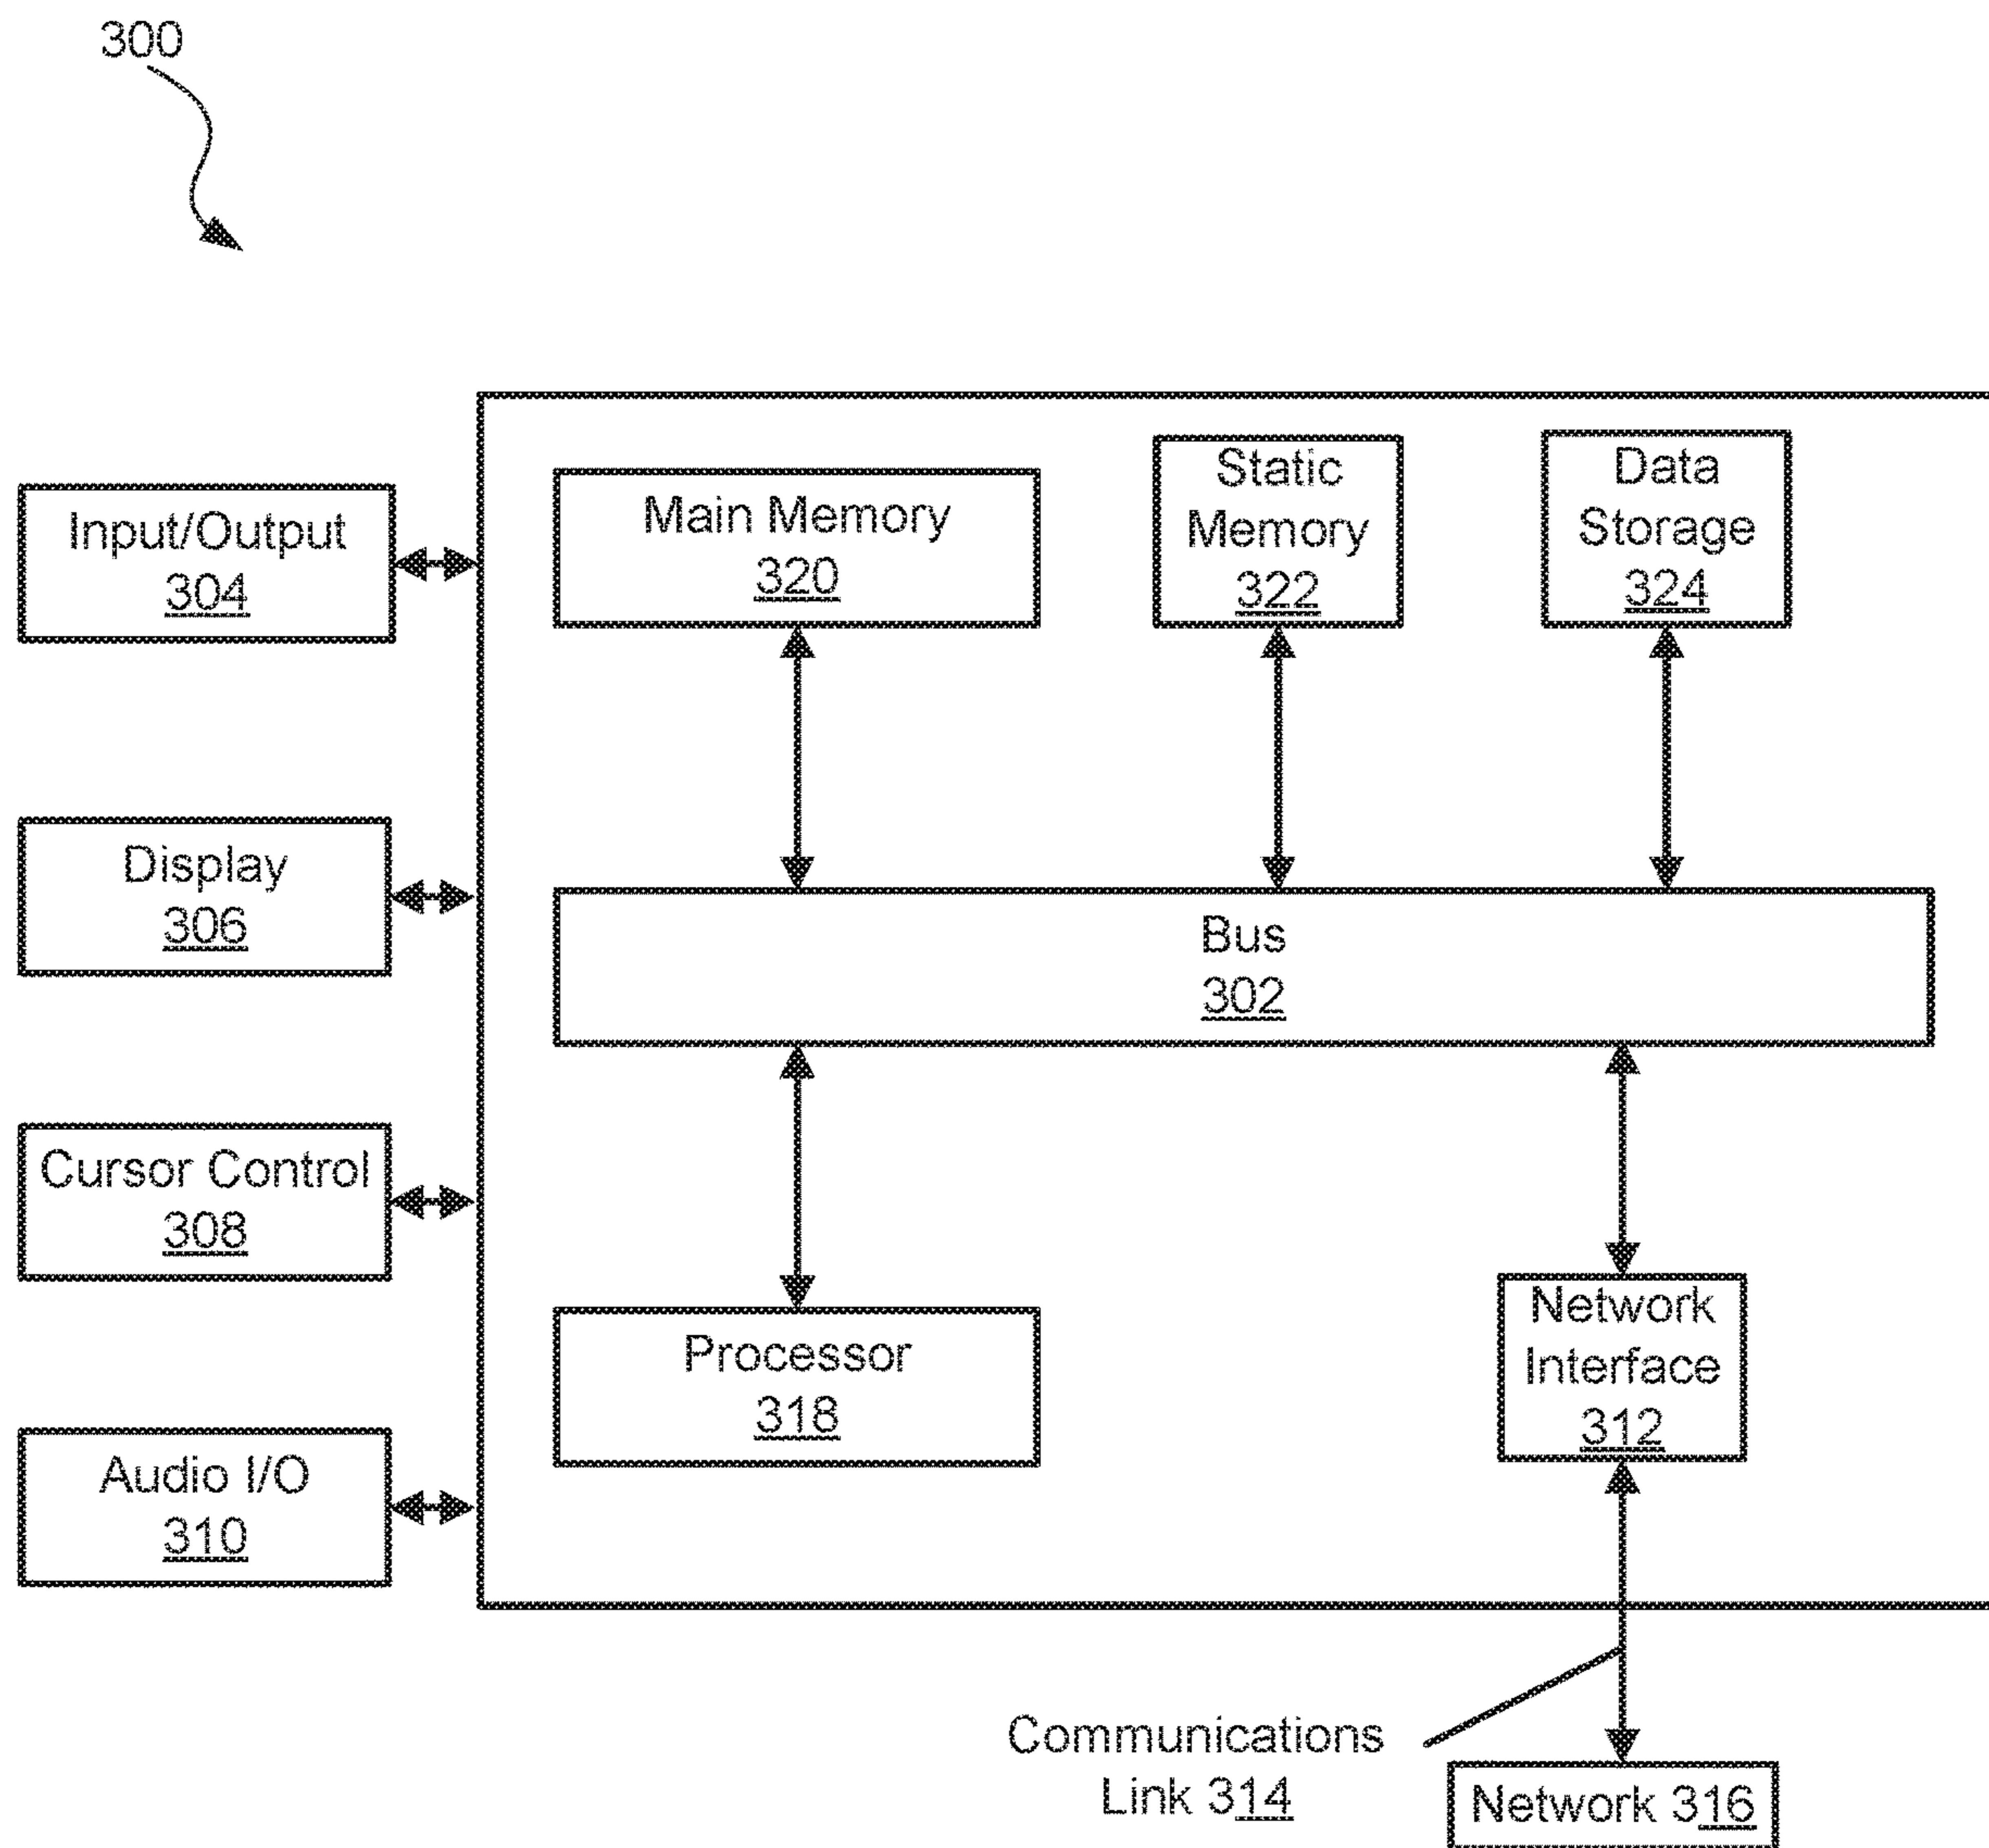 300
Input/Output
304
Display
306
Cursor Control
308
Audio I/O
310
Main Memory
320
Static
Memory
322
Data
Storage
324
Bus
302
Processor
318
Network
Interface
312
Communications
Link 314
Network 316